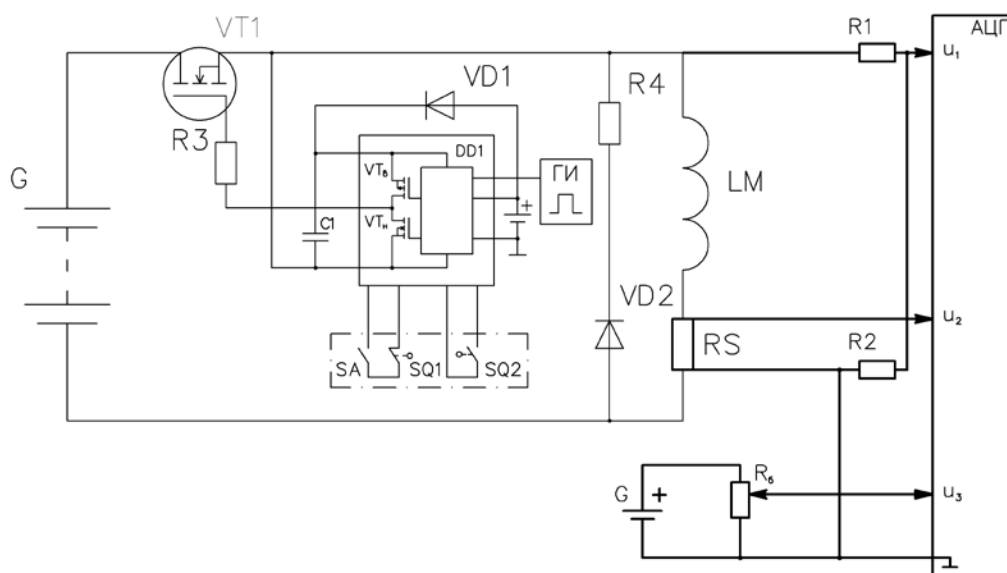 VT1
R1
АЦП
u₁
VD1
R4
R3
DD1
VTв
ГИ
G
LM
VTн
+
C1
VD2
u₂
RS
R2
SA
SQ1
SQ2
Rб
G
+
u₃